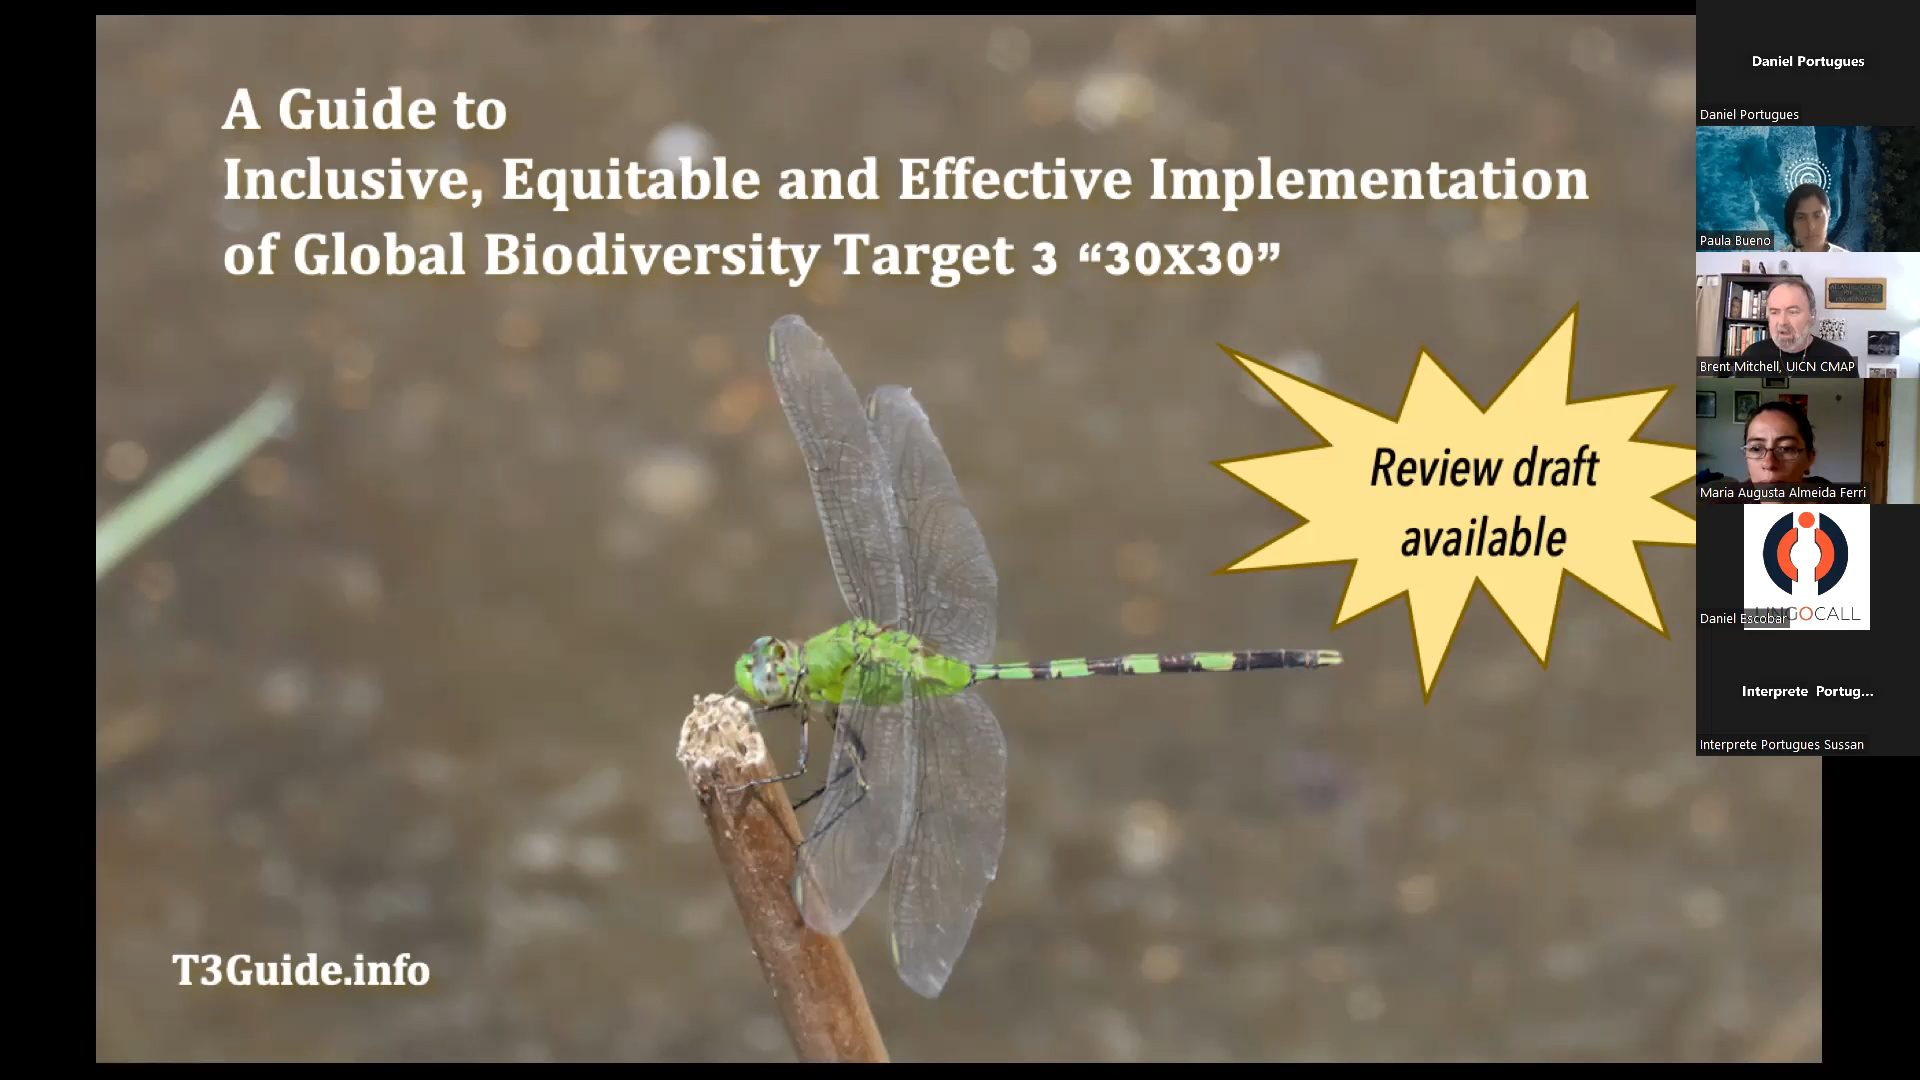 A Guide to
Inclusive, Equitable and Effective Implementation
of Global Biodiversity Target 3 “30x30”
Review draft
available
T3Guide.info
Daniel Portugues
Daniel Portugues
Paula Bueno
Brent Mitchell, UICN CMAP
Maria Augusta Almeida Ferri
GOCALL
Daniel Escobar
Interprete Portug...
Interprete Portugues Sussan